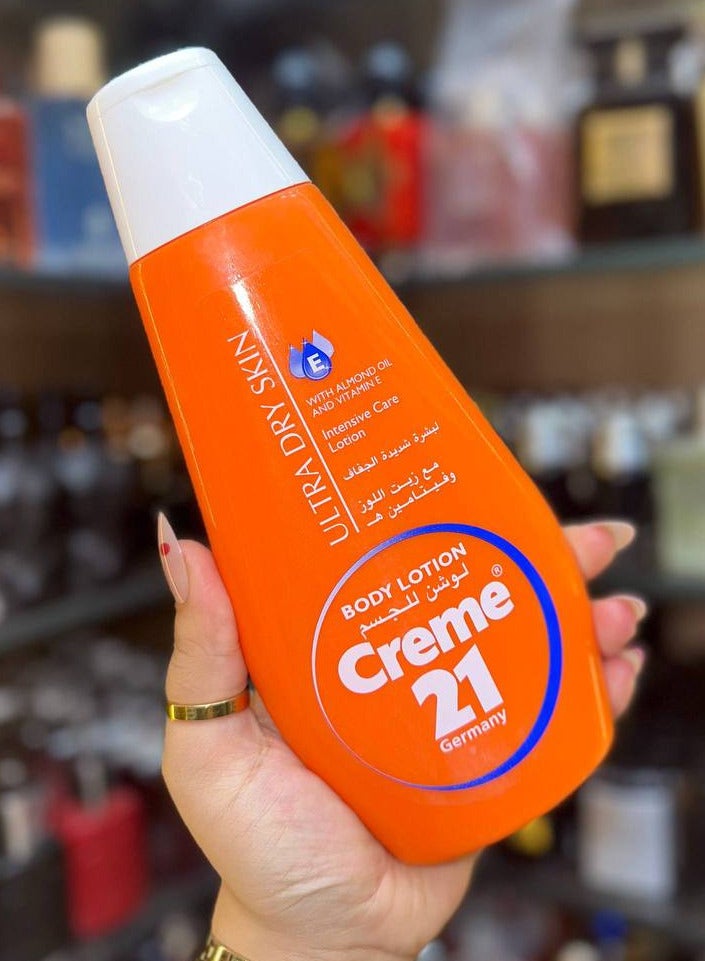 ULTRA DRY SKIN
E
WITH ALMOND OIL
AND VITAMIN E
Intensive Care
Lotion
لبشرة شديدة الجفاف
مع زيت اللوز
وفيتامين هـ
BODY LOTION
لوشن للجسم
Creme®
21
Germany